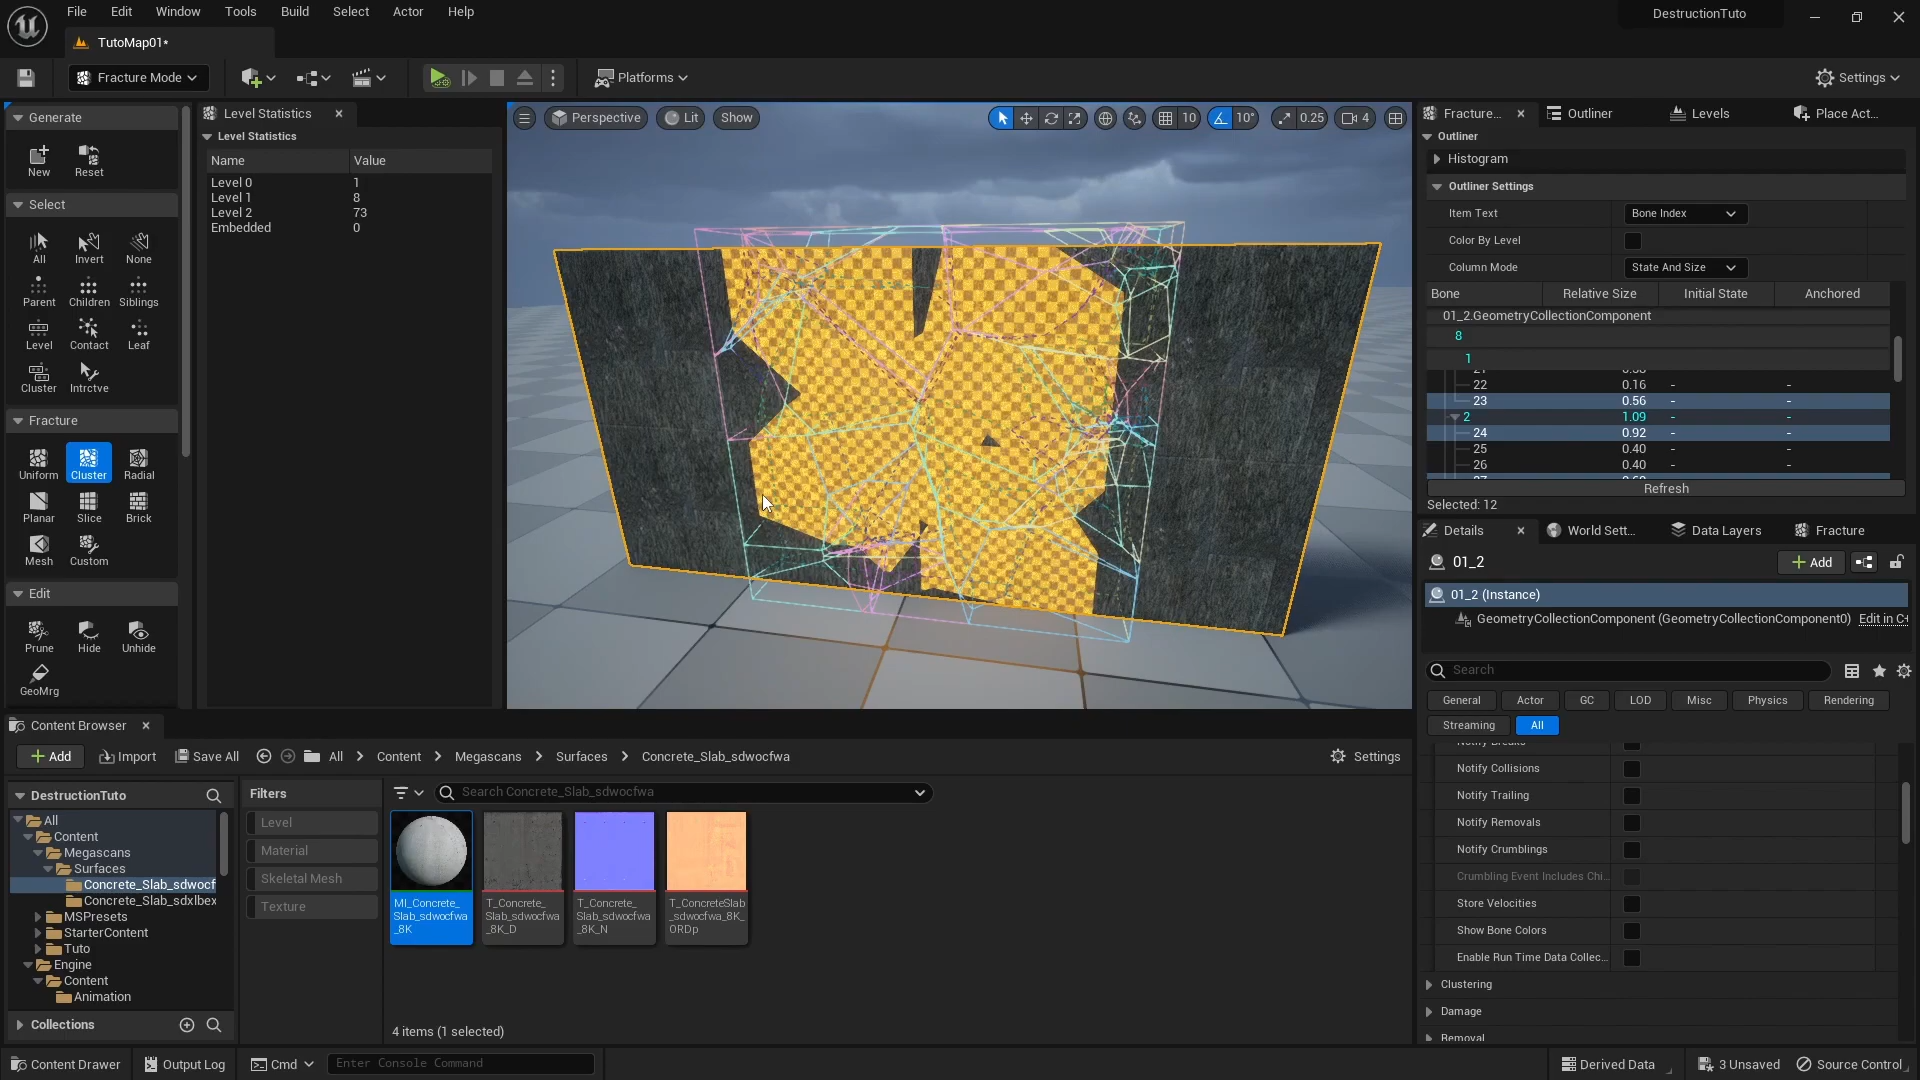 File Edit Window Tools Build Select Actor Help
DestructionTuto
TutoMap01*
Fracture Mode
Platforms
Settings
Generate
New Reset
Select
All Invert None
Parent Children Siblings
Level Contact Leaf
Cluster Intrctve
Fracture
Uniform Cluster Radial
Planar Slice Brick
Mesh Custom
Edit
Prune Hide Unhide
GeoMrg
Level Statistics
Level Statistics
Name Value
Level 0 1
Level 1 8
Level 2 73
Embedded 0
Perspective Lit Show
10 10° 0.25 4
Fracture... Outliner Levels Place Act...
Outliner
Histogram
Outliner Settings
Item Text Bone Index
Color By Level
Column Mode State And Size
Bone Relative Size Initial State Anchored
01_2.GeometryCollectionComponent
8
1
22 0.16 - -
23 0.56 - -
2 1.09 - -
24 0.92 - -
25 0.40 - -
26 0.40 - -
Refresh
Selected: 12
Details World Sett... Data Layers Fracture
01_2 Add
01_2 (Instance)
GeometryCollectionComponent (GeometryCollectionComponent0) Edit in C+
Search
General Actor GC LOD Misc Physics Rendering
Streaming All
Notify Breaks
Notify Collisions
Notify Trailing
Notify Removals
Notify Crumblings
Crumbling Event Includes Chi...
Store Velocities
Show Bone Colors
Enable Run Time Data Collec...
Clustering
Damage
Removal
Content Browser
Add Import Save All All Content Megascans Surfaces Concrete_Slab_sdwocfwa Settings
DestructionTuto
All
Content
Megascans
Surfaces
Concrete_Slab_sdwocf
Concrete_Slab_sdxlbex
MSPresets
StarterContent
Tuto
Engine
Content
Animation
Collections
Filters
Level
Material
Skeletal Mesh
Texture
Search Concrete_Slab_sdwocfwa
MI_Concrete_
Slab_sdwocfwa
_8K
T_Concrete_
Slab_sdwocfwa
_8K_D
T_Concrete_
Slab_sdwocfwa
_8K_N
T_ConcreteSlab
_sdwocfwa_8K_
ORDp
4 items (1 selected)
Content Drawer Output Log Cmd Enter Console Command Derived Data 3 Unsaved Source Control